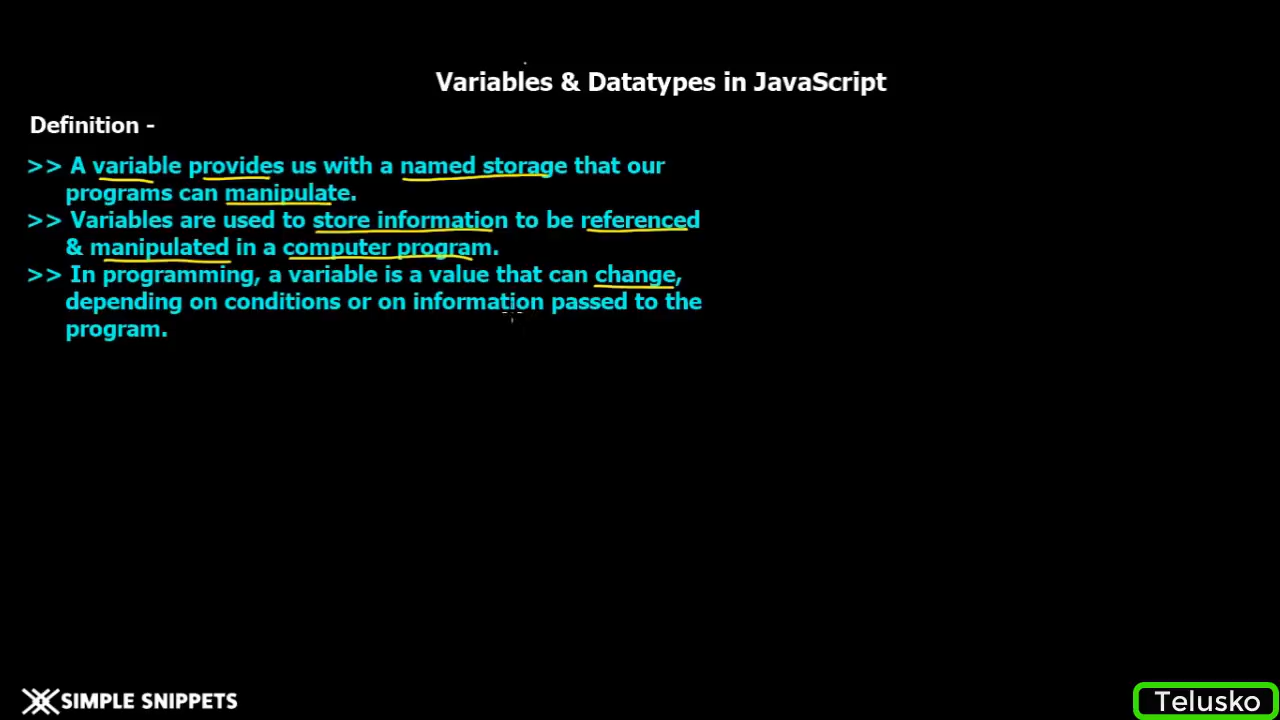 Variables & Datatypes in JavaScript
Definition -
>> A variable provides us with a named storage that our
programs can manipulate.
>> Variables are used to store information to be referenced
& manipulated in a computer program.
>> In programming, a variable is a value that can change,
depending on conditions or on information passed to the
program.
SIMPLE SNIPPETS
Telusko